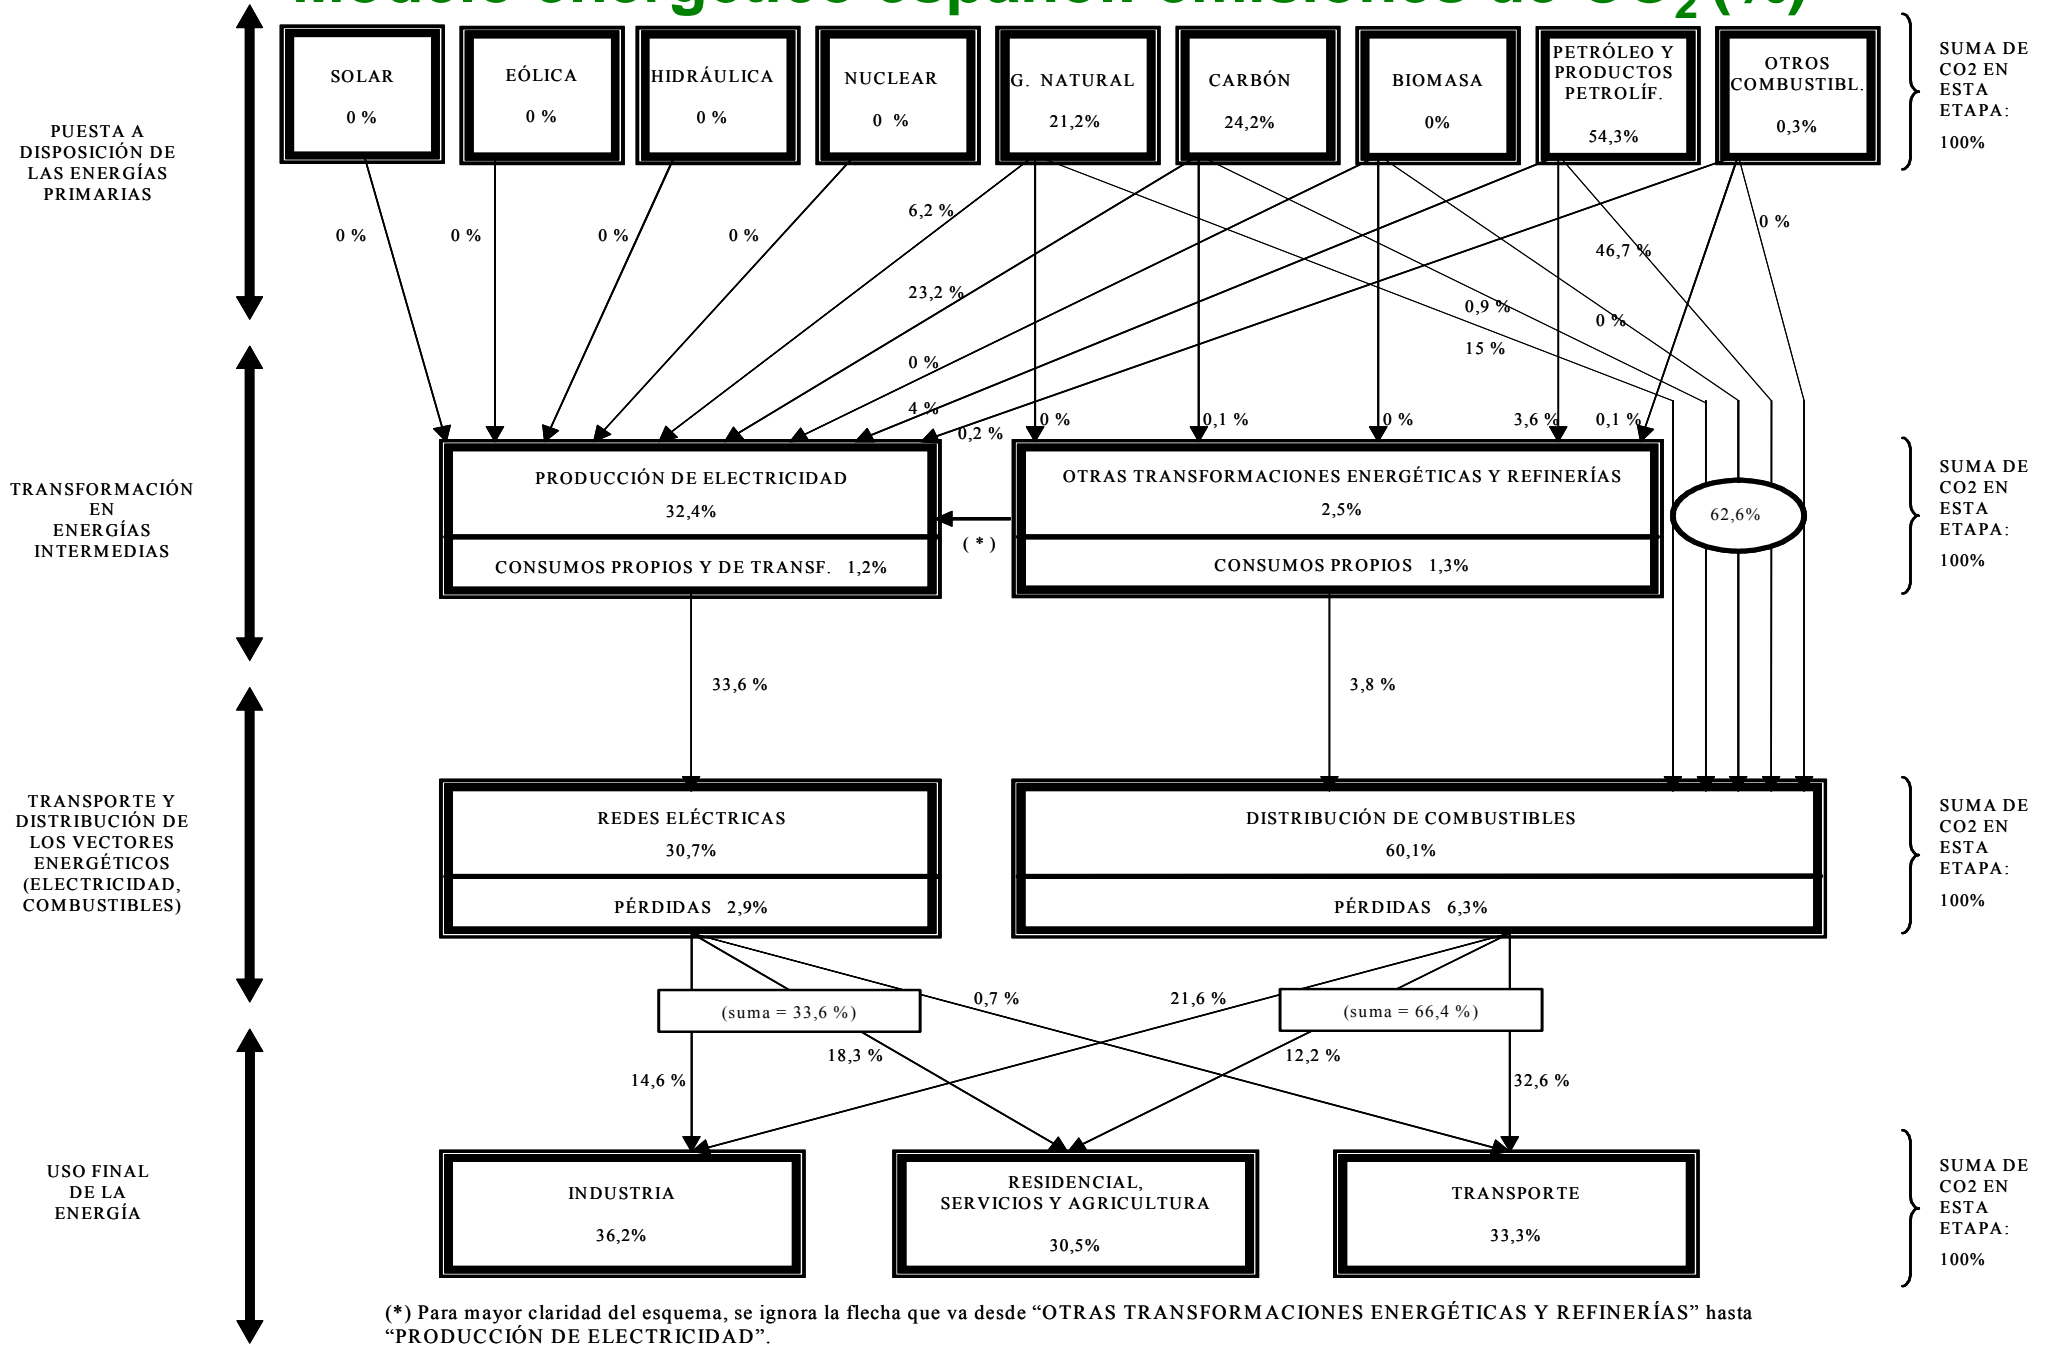 Modelo energético español: emisiones de CO2 (%)
SOLAR
0 %
EÓLICA
0 %
HIDRÁULICA
0 %
NUCLEAR
0 %
G. NATURAL
21,2%
CARBÓN
24,2%
BIOMASA
0%
PETRÓLEO Y
PRODUCTOS
PETROLÍF.
54,3%
OTROS
COMBUSTIBL.
0,3%
SUMA DE
CO2 EN
ESTA
ETAPA:
100%
PUESTA A
DISPOSICIÓN DE
LAS ENERGÍAS
PRIMARIAS
0 %
0 %
0 %
0 %
6,2 %
23,2 %
0 %
4 %
0,2 %
0 %
0,1 %
0 %
3,6 %
0,1 %
15 %
0,9 %
0 %
46,7 %
0 %
TRANSFORMACIÓN
EN
ENERGÍAS
INTERMEDIAS
PRODUCCIÓN DE ELECTRICIDAD
32,4%
CONSUMOS PROPIOS Y DE TRANSF. 1,2%
( * )
OTRAS TRANSFORMACIONES ENERGÉTICAS Y REFINERÍAS
2,5%
CONSUMOS PROPIOS 1,3%
62,6%
SUMA DE
CO2 EN
ESTA
ETAPA:
100%
33,6 %
3,8 %
TRANSPORTE Y
DISTRIBUCIÓN DE
LOS VECTORES
ENERGÉTICOS
(ELECTRICIDAD,
COMBUSTIBLES)
REDES ELÉCTRICAS
30,7%
PÉRDIDAS 2,9%
DISTRIBUCIÓN DE COMBUSTIBLES
60,1%
PÉRDIDAS 6,3%
SUMA DE
CO2 EN
ESTA
ETAPA:
100%
(suma = 33,6 %)
0,7 %
21,6 %
(suma = 66,4 %)
14,6 %
18,3 %
12,2 %
32,6 %
USO FINAL
DE LA
ENERGÍA
INDUSTRIA
36,2%
RESIDENCIAL,
SERVICIOS Y AGRICULTURA
30,5%
TRANSPORTE
33,3%
SUMA DE
CO2 EN
ESTA
ETAPA:
100%
(*) Para mayor claridad del esquema, se ignora la flecha que va desde “OTRAS TRANSFORMACIONES ENERGÉTICAS Y REFINERÍAS” hasta
“PRODUCCIÓN DE ELECTRICIDAD”.